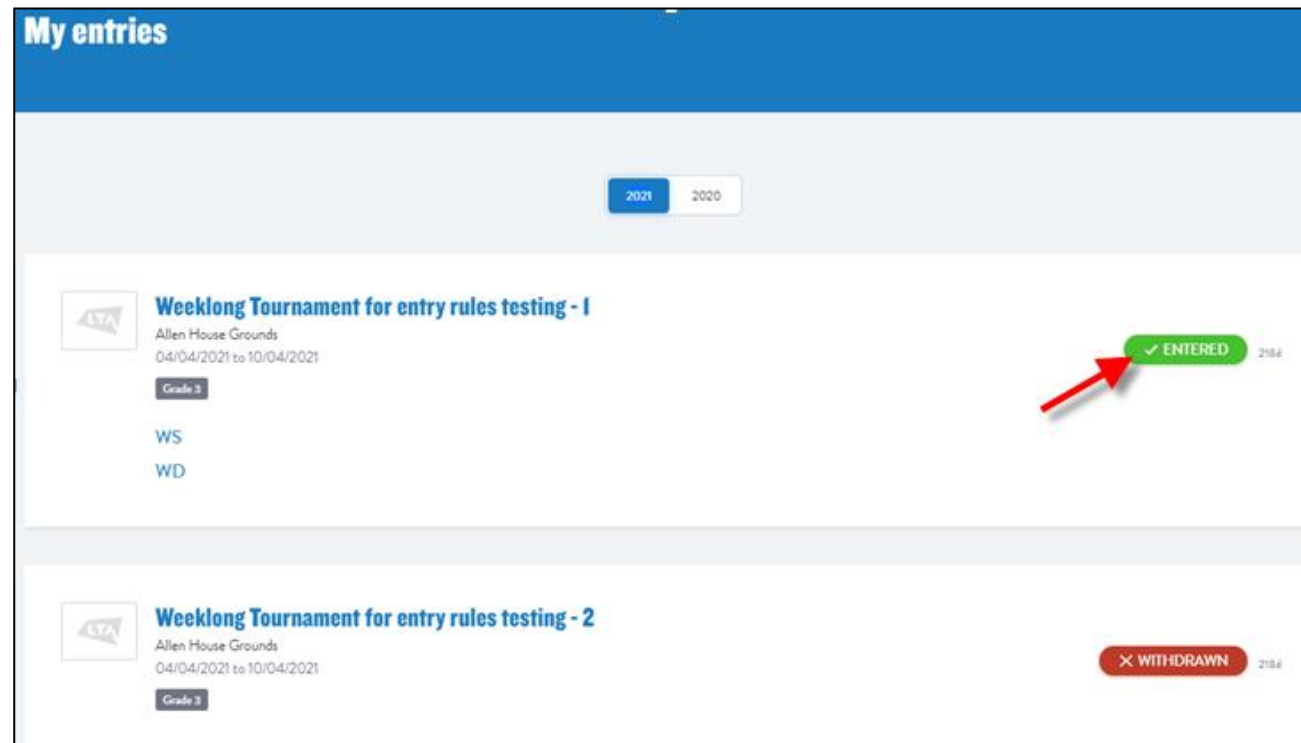 My entries
2021 2020
LTA
Weeklong Tournament for entry rules testing - 1
Allen House Grounds
04/04/2021 to 10/04/2021
✓ ENTERED 218d
Grade 3
WS
WD
LTA
Weeklong Tournament for entry rules testing - 2
Allen House Grounds
04/04/2021 to 10/04/2021
X WITHDRAWN 218d
Grade 3